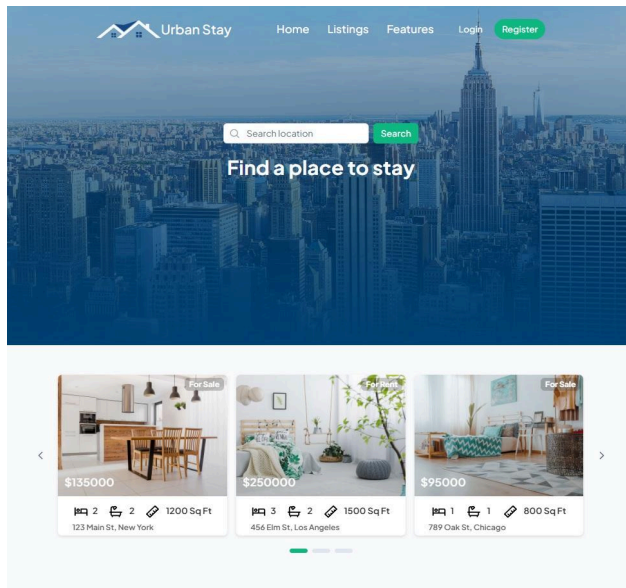 Urban Stay
Home Listings Features Login Register
Search location Search
Find a place to stay
For Sale
$135000
2 2 1200 Sq Ft
123 Main St, New York
For Rent
$250000
3 2 1500 Sq Ft
456 Elm St, Los Angeles
For Sale
$95000
1 1 800 Sq Ft
789 Oak St, Chicago